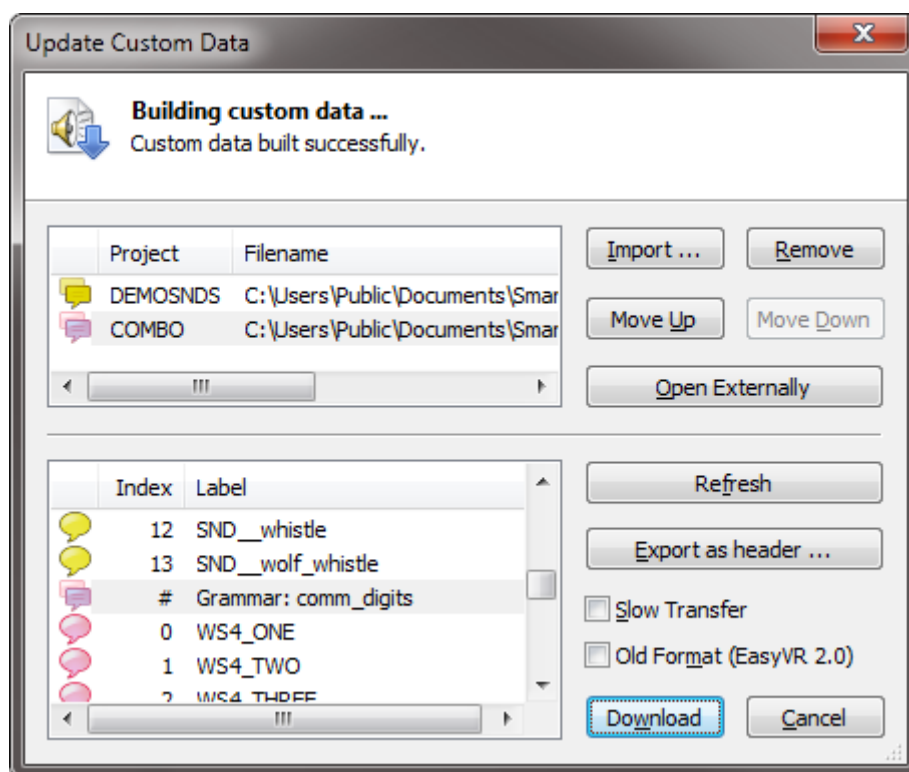 Update Custom Data
Building custom data ...
Custom data built successfully.
Project Filename
DEMOSNDS C:\Users\Public\Documents\Smar
COMBO C:\Users\Public\Documents\Smar
Import ... Remove
Move Up Move Down
Open Externally
Index Label
12 SND__whistle
13 SND__wolf_whistle
# Grammar: comm_digits
0 WS4_ONE
1 WS4_TWO
2 WS4_THREE
Refresh
Export as header ...
Slow Transfer
Old Format (EasyVR 2.0)
Download Cancel